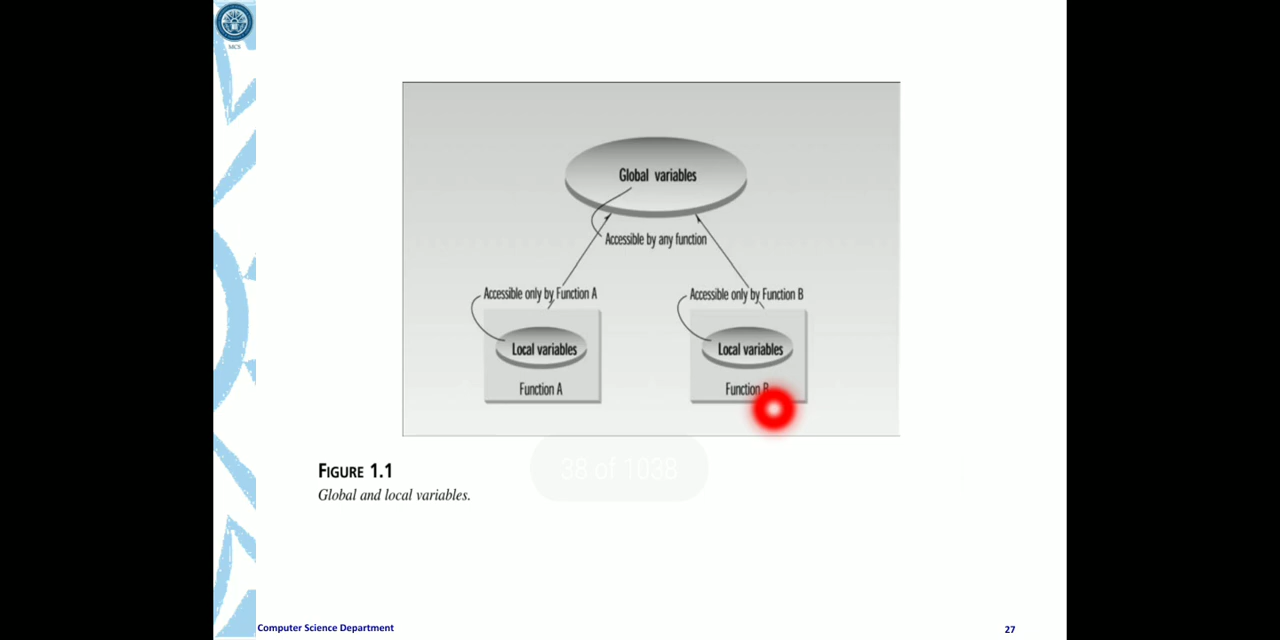 MCS
Global variables
Accessible by any function
Accessible only by Function A
Accessible only by Function B
Local variables
Local variables
Function A
Function B
38 of 1038
FIGURE 1.1
Global and local variables.
Computer Science Department
27